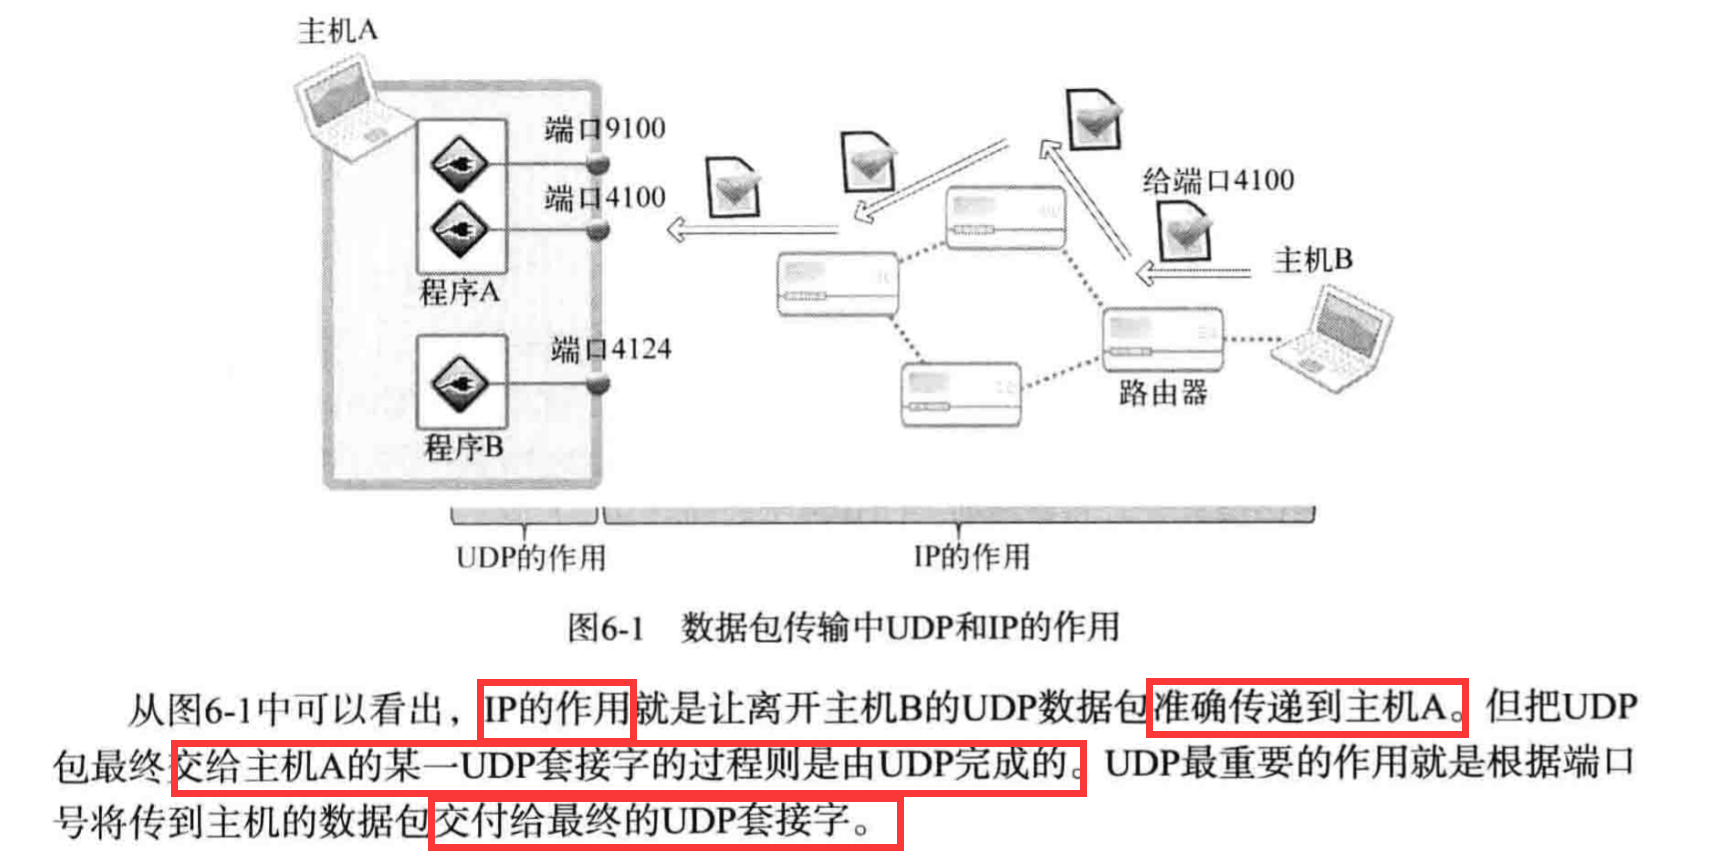 主机A
端口9100
端口4100
给端口4100
主机B
程序A
端口4124
路由器
程序B
UDP的作用
IP的作用
图6-1 数据包传输中UDP和IP的作用
从图6-1中可以看出，IP的作用就是让离开主机B的UDP数据包准确传递到主机A。但把UDP
包最终交给主机A的某一UDP套接字的过程则是由UDP完成的。UDP最重要的作用就是根据端口
号将传到主机的数据包交付给最终的UDP套接字。